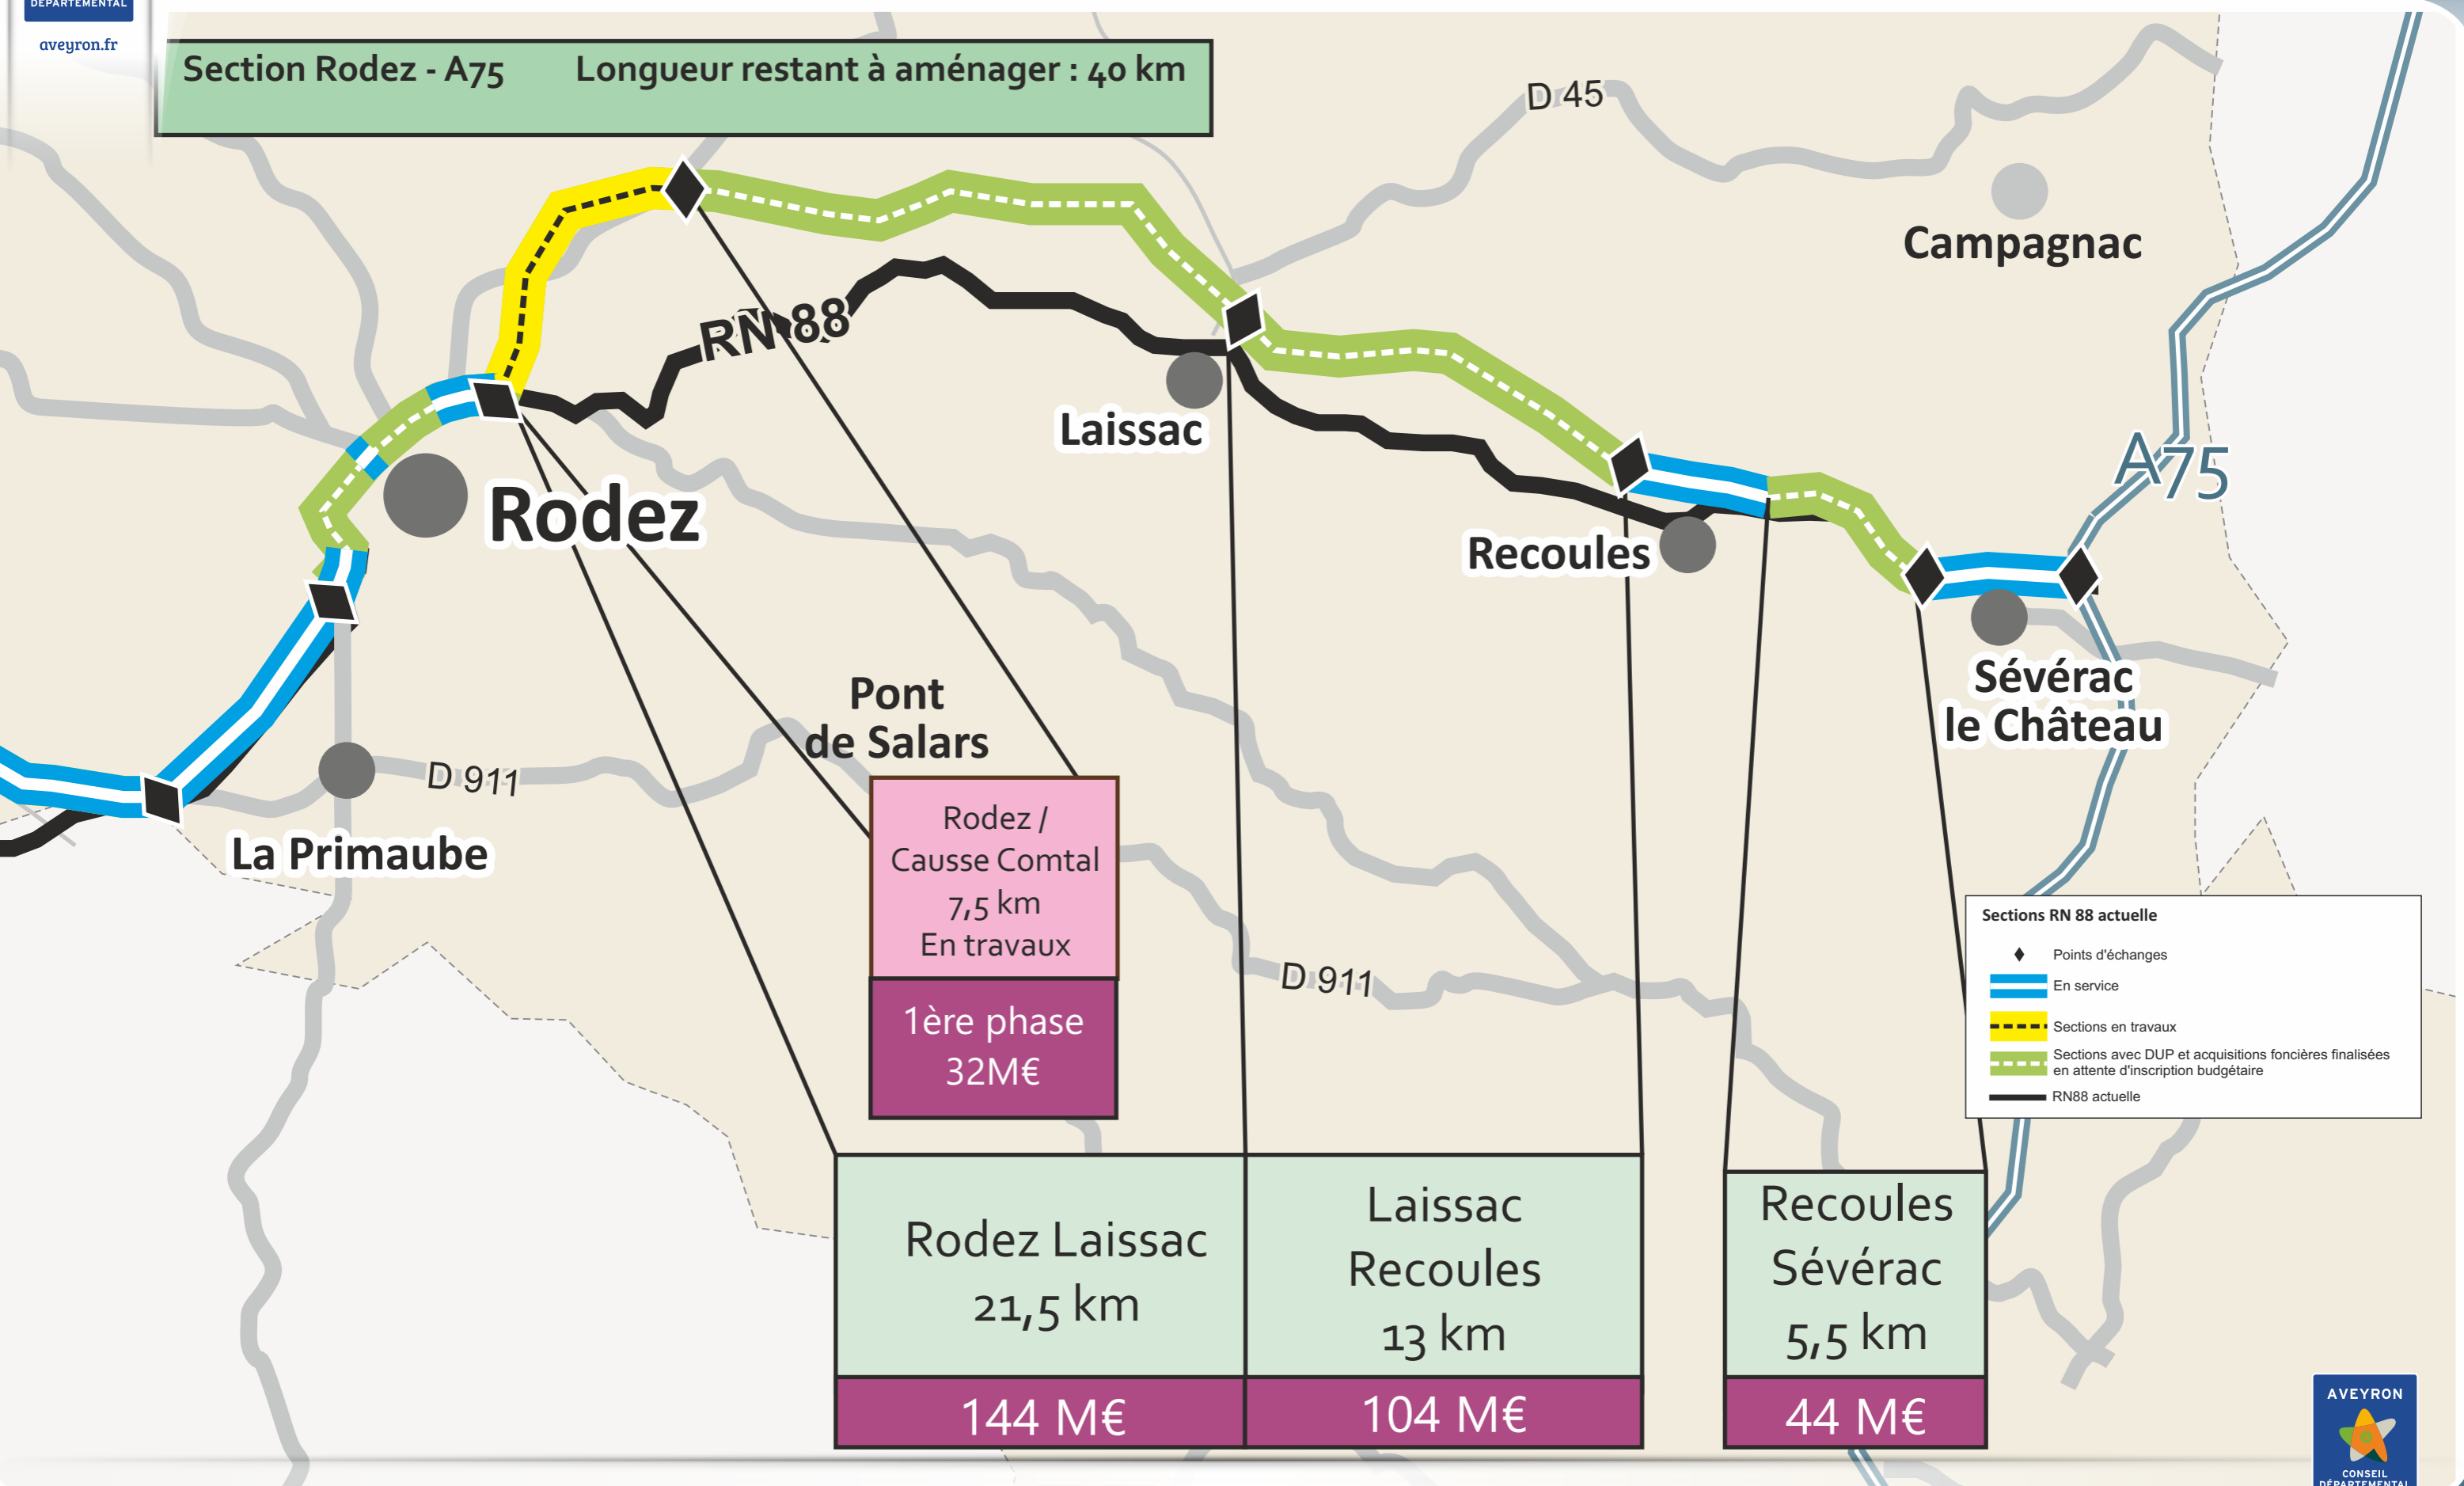 DÉPARTEMENTAL
aveyron.fr
Section Rodez - A75 Longueur restant à aménager : 40 km
D 45
Campagnac
RN 88
A75
Laissac
Rodez
Recoules
Sévérac
le Château
Pont
de Salars
D 911
La Primaube
Rodez /
Causse Comtal
7,5 km
En travaux
1ère phase
32M€
D 911
Sections RN 88 actuelle
Points d'échanges
En service
Sections en travaux
Sections avec DUP et acquisitions foncières finalisées
en attente d'inscription budgétaire
RN88 actuelle
Rodez Laissac
21,5 km
144 M€
Laissac
Recoules
13 km
104 M€
Recoules
Sévérac
5,5 km
44 M€
AVEYRON
CONSEIL
DÉPARTEMENTAL